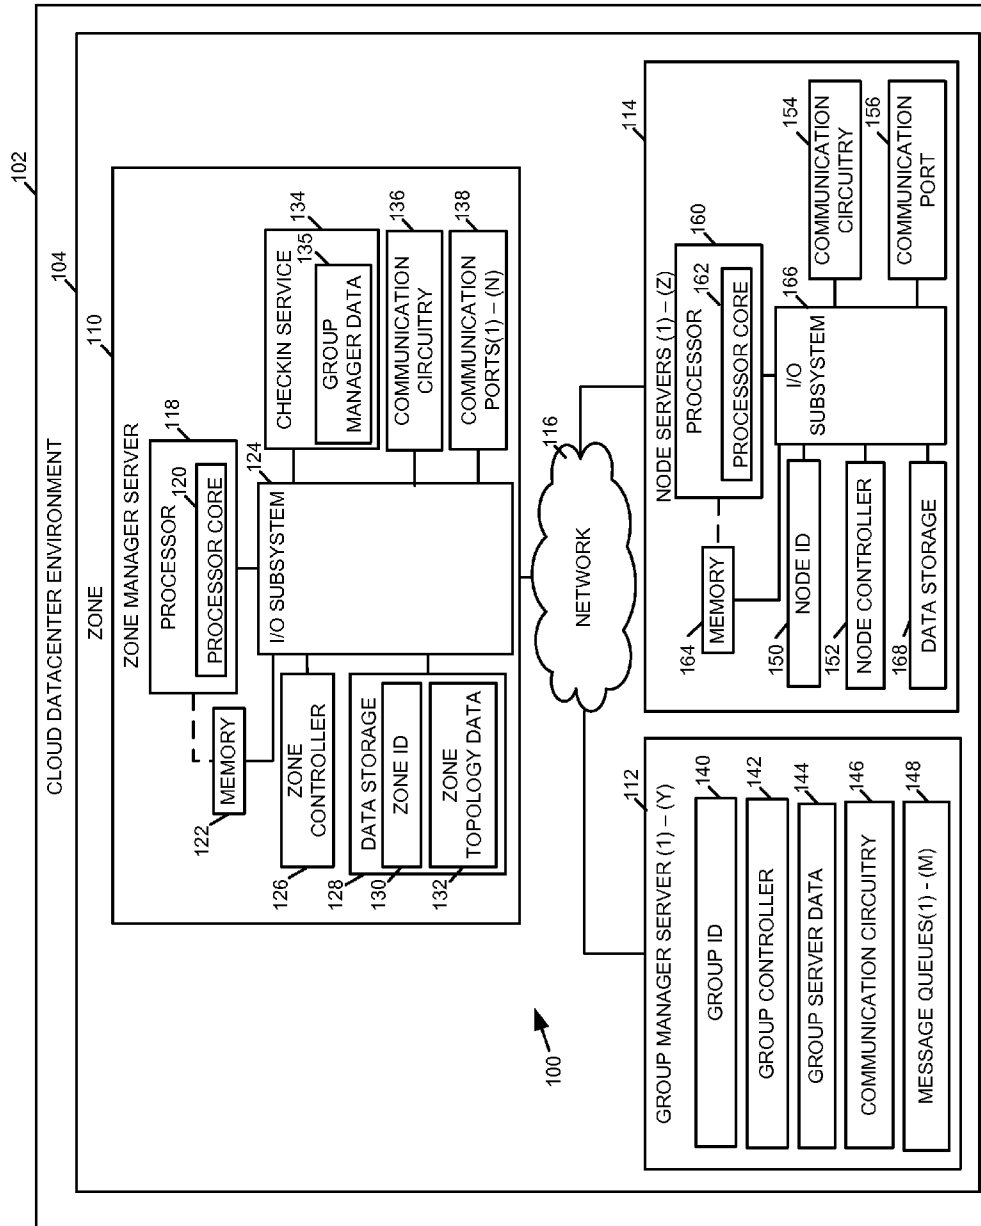 102
CLOUD DATACENTER ENVIRONMENT
104
ZONE
110
ZONE MANAGER SERVER
118
PROCESSOR
120
PROCESSOR CORE
MEMORY
122
124
I/O SUBSYSTEM
ZONE
CONTROLLER
126
DATA STORAGE
128
ZONE ID
130
ZONE
TOPOLOGY DATA
132
CHECKIN SERVICE
134
135
GROUP
MANAGER DATA
COMMUNICATION
CIRCUITRY
136
COMMUNICATION
PORTS(1) – (N)
138
NETWORK
116
100
GROUP MANAGER SERVER (1) – (Y)
112
GROUP ID
140
GROUP CONTROLLER
142
GROUP SERVER DATA
144
COMMUNICATION CIRCUITRY
146
MESSAGE QUEUES(1) - (M)
148
NODE SERVERS (1) – (Z)
114
PROCESSOR
160
162
PROCESSOR CORE
MEMORY
164
166
I/O
SUBSYSTEM
NODE ID
150
NODE CONTROLLER
152
DATA STORAGE
168
COMMUNICATION
CIRCUITRY
154
COMMUNICATION
PORT
156